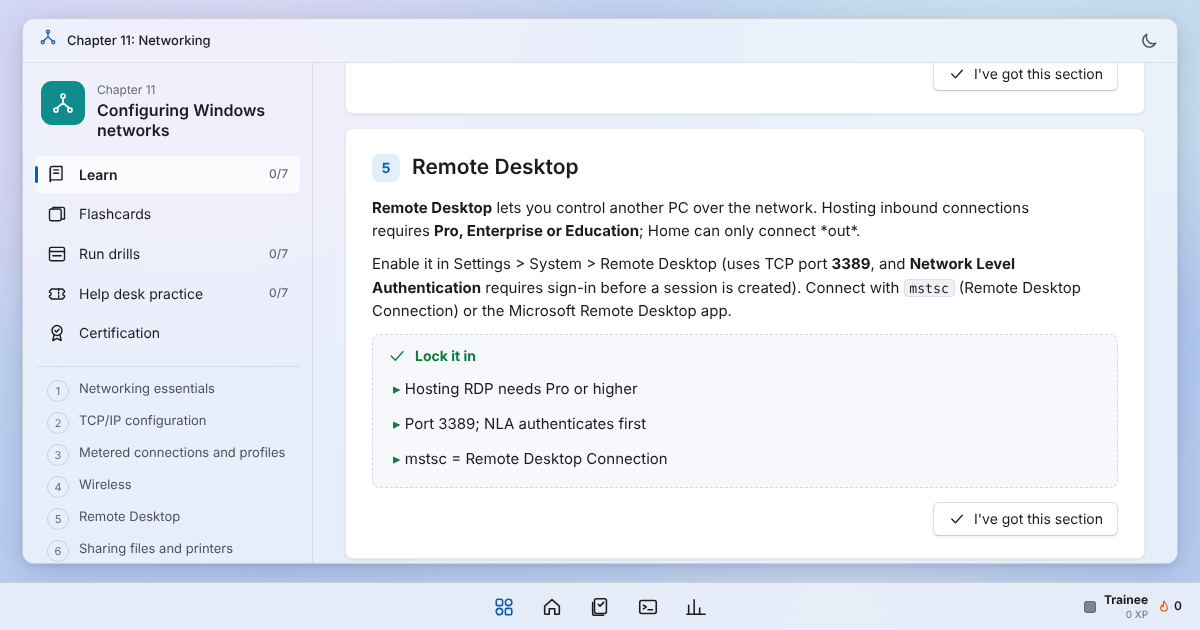 Chapter 11: Networking
Chapter 11
Configuring Windows
networks
Learn 0/7
Flashcards
Run drills 0/7
Help desk practice 0/7
Certification
1 Networking essentials
2 TCP/IP configuration
3 Metered connections and profiles
4 Wireless
5 Remote Desktop
6 Sharing files and printers
I've got this section
5 Remote Desktop
Remote Desktop lets you control another PC over the network. Hosting inbound connections
requires Pro, Enterprise or Education; Home can only connect *out*.
Enable it in Settings > System > Remote Desktop (uses TCP port 3389, and Network Level
Authentication requires sign-in before a session is created). Connect with mstsc (Remote Desktop
Connection) or the Microsoft Remote Desktop app.
Lock it in
▸ Hosting RDP needs Pro or higher
▸ Port 3389; NLA authenticates first
▸ mstsc = Remote Desktop Connection
I've got this section
Trainee
0 XP
0